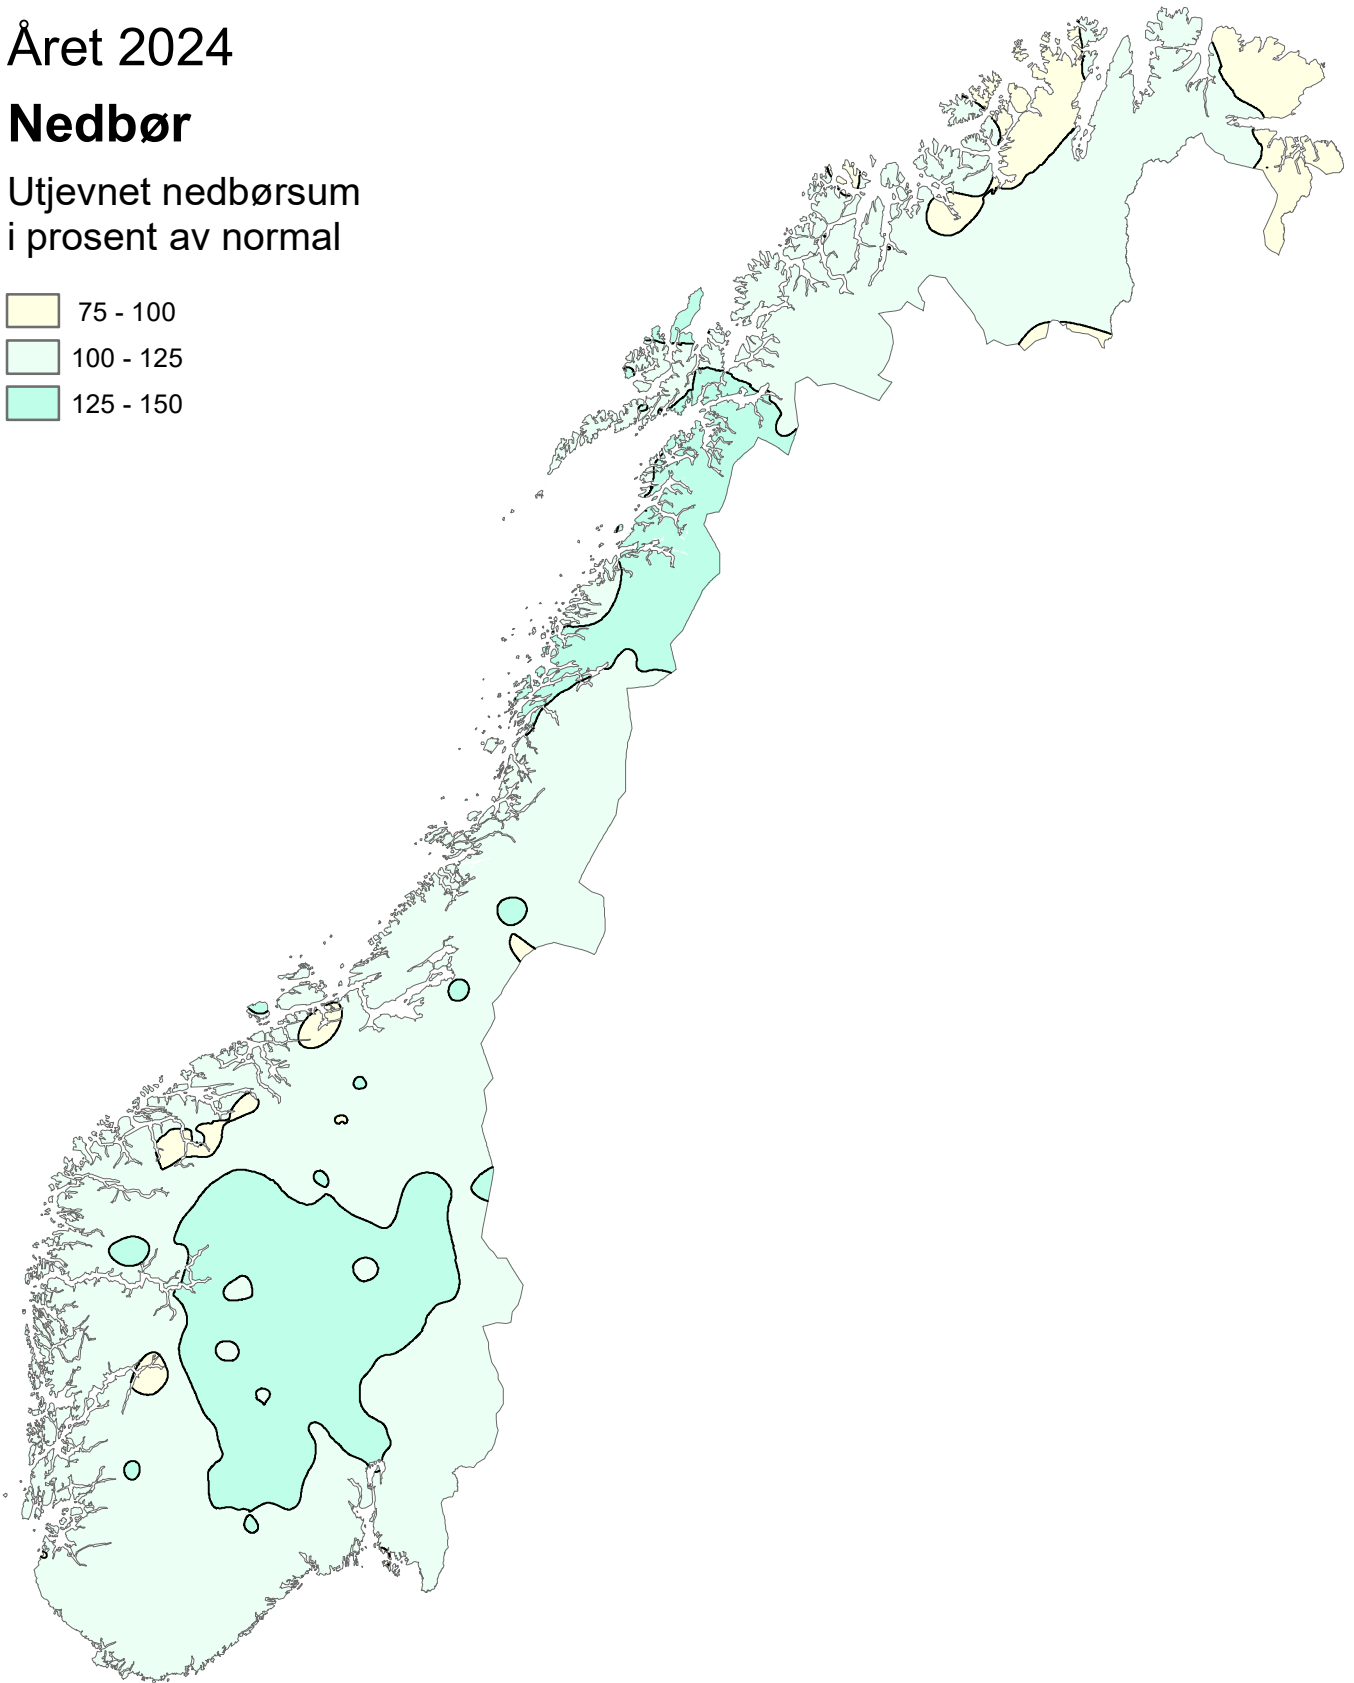 Året 2024
Nedbør
Utjevnet nedbørsum
i prosent av normal
75 - 100
100 - 125
125 - 150